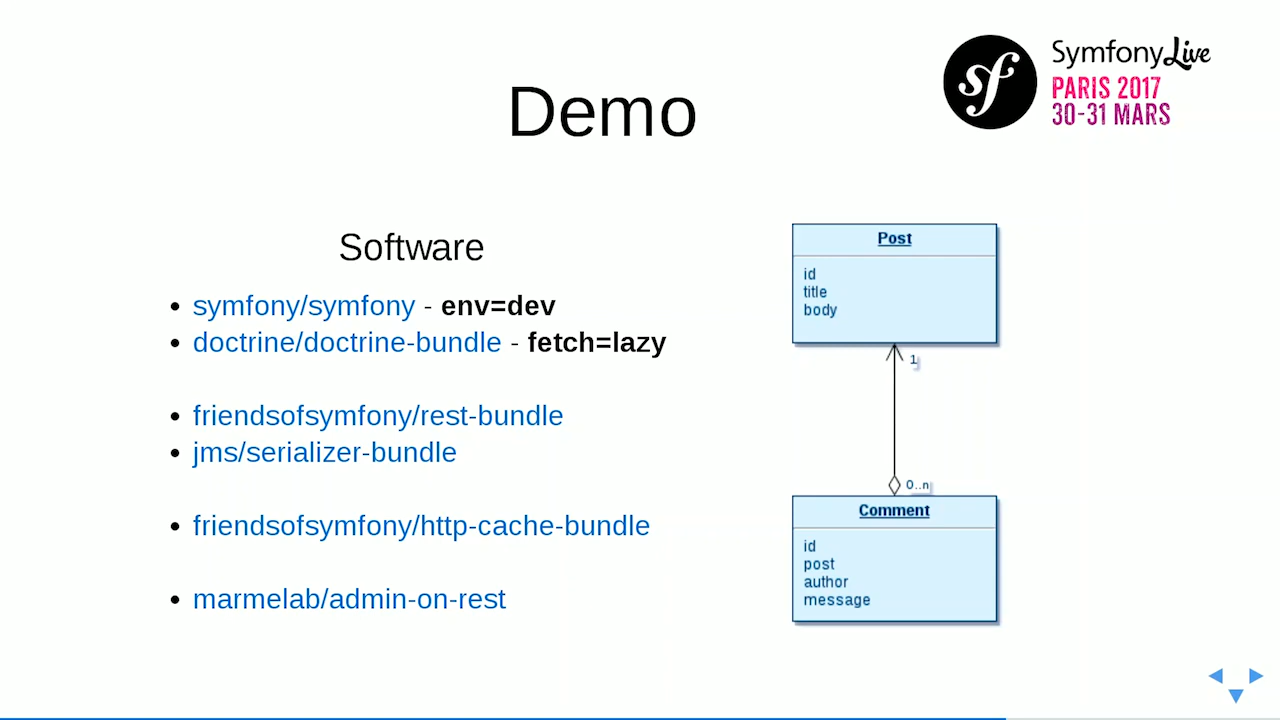 SymfonyLive
PARIS 2017
30-31 MARS
Demo
Software
symfony/symfony - env=dev
doctrine/doctrine-bundle - fetch=lazy
friendsofsymfony/rest-bundle
jms/serializer-bundle
friendsofsymfony/http-cache-bundle
marmelab/admin-on-rest
Post
id
title
body
1
0..n
Comment
id
post
author
message